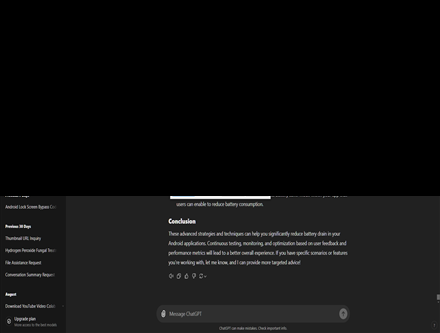 Android Lock Screen Bypass
users can enable to reduce battery consumption.
Conclusion
Previous 30 Days
These advanced strategies and techniques can help you significantly reduce battery drain in your
Thumbnail URL Inquiry
Android applications. Continuous testing, monitoring, and optimization based on user feedback and
Hydrogen Peroxide Fungal
performance metrics will lead to a better overall experience. If you have specific scenarios or features
File Assistance Request
you're working with, let me know, and I can provide more targeted advice!
Conversation Summary Request
August
Download YouTube Video
Message ChatGPT
Upgrade plan
More access to the best models
ChatGPT can make mistakes. Check important info.